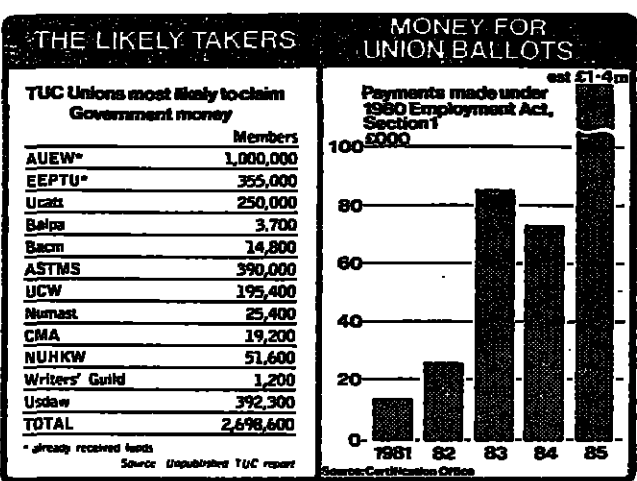 THE LIKELY TAKERS
TUC Unions most likely to claim
Government money
Members
AUEW* 1,000,000
EEPTU* 355,000
Ucatt 250,000
Balpa 3,700
Bacm 14,800
ASTMS 390,000
UCW 195,400
Numast 25,400
CMA 19,200
NUHKW 51,600
Writers' Guild 1,200
Usdaw 392,300
TOTAL 2,698,600
* already received funds
Source Unpublished TUC report
MONEY FOR
UNION BALLOTS
est £1·4m
Payments made under
1980 Employment Act,
Section 1
£000
100
80
60
40
20
0
1981 82 83 84 85
Source: Certification Office